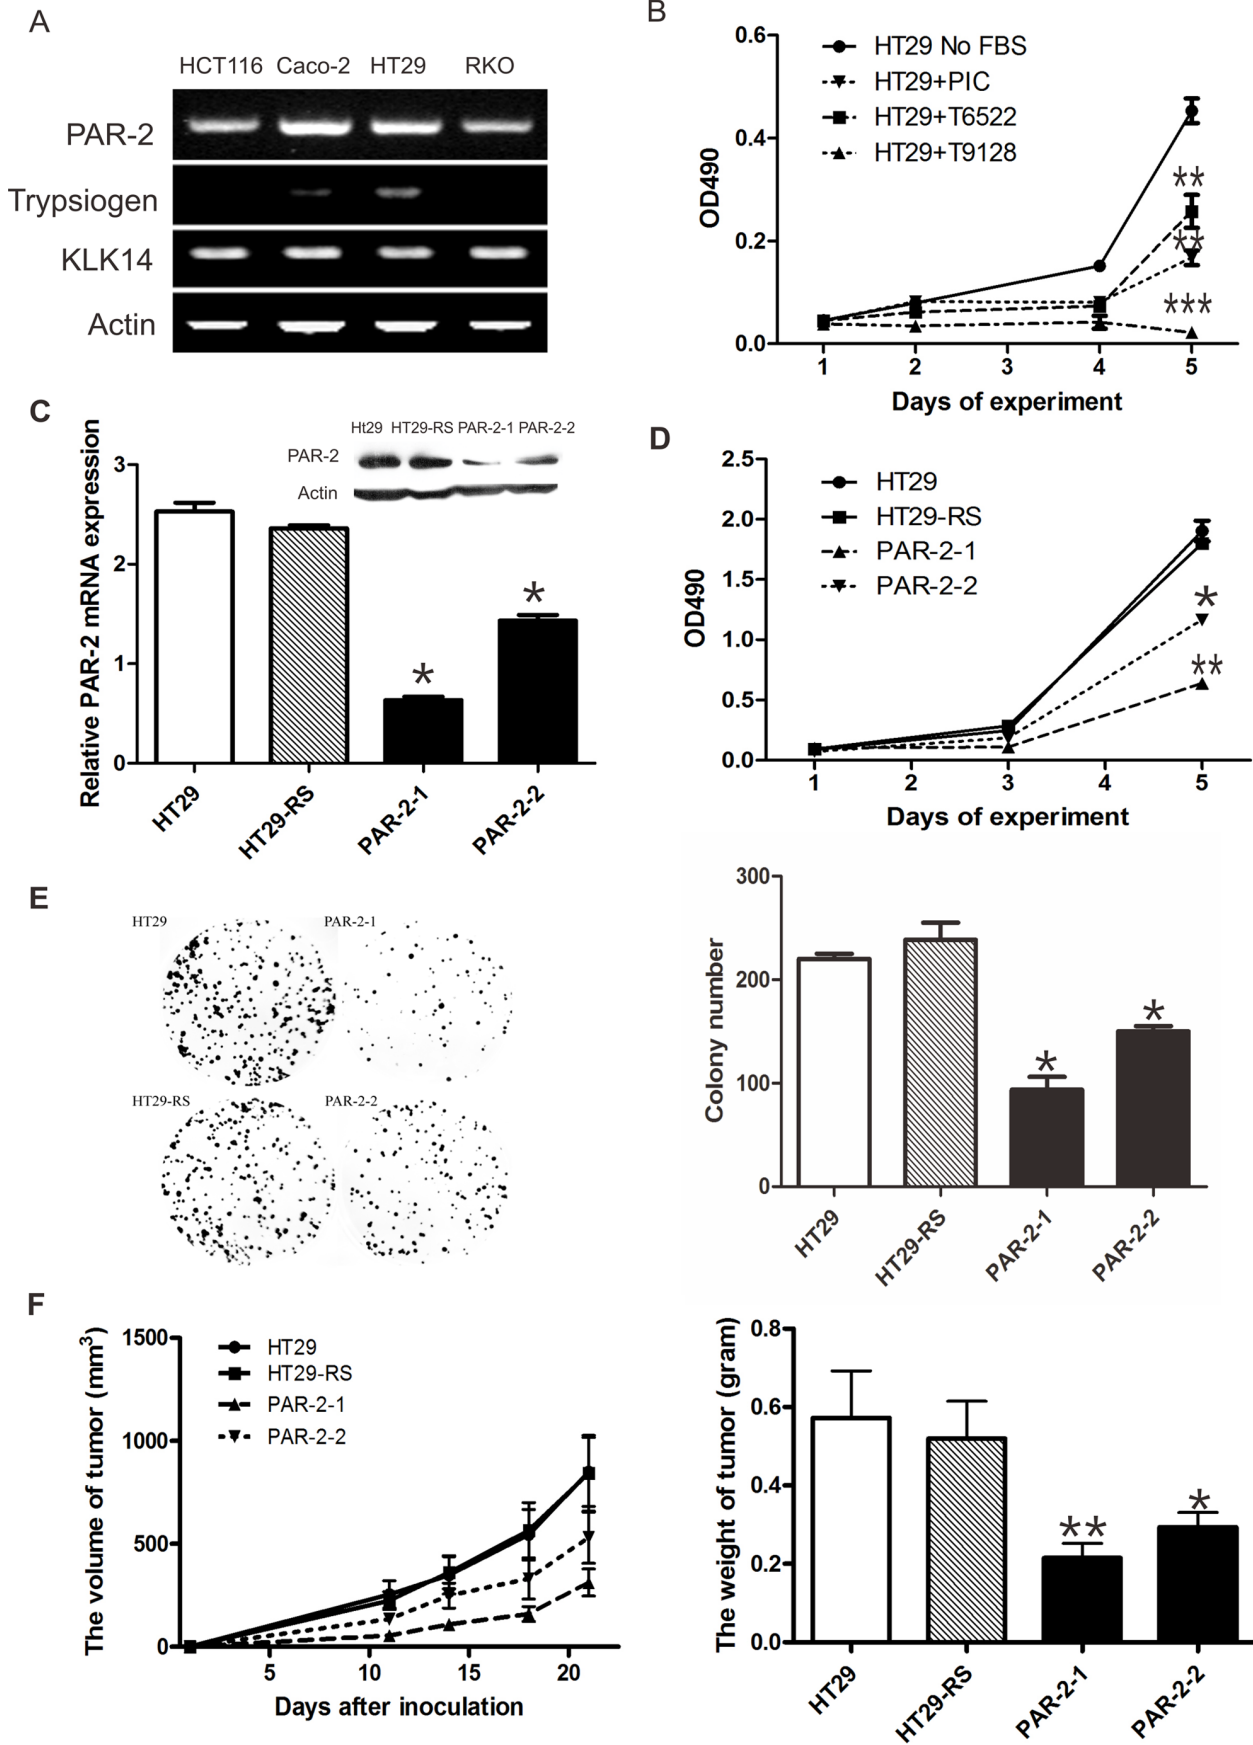 A
HCT116 Caco-2 HT29 RKO
PAR-2
Trypsiogen
KLK14
Actin
B
0.6
0.4
0.2
0.0
OD490
HT29 No FBS
HT29+PIC
HT29+T6522
HT29+T9128
**
**
***
1 2 3 4 5
Days of experiment
C
Relative PAR-2 mRNA expression
3
2
1
0
Ht29 HT29-RS PAR-2-1 PAR-2-2
PAR-2
Actin
*
*
HT29
HT29-RS
PAR-2-1
PAR-2-2
D
2.5
2.0
1.5
1.0
0.5
0.0
OD490
HT29
HT29-RS
PAR-2-1
PAR-2-2
*
**
1 2 3 4 5
Days of experiment
E
HT29 PAR-2-1
HT29-RS PAR-2-2
Colony number
300
200
100
0
*
*
HT29
HT29-RS
PAR-2-1
PAR-2-2
F
The volume of tumor (mm³)
1500
1000
500
0
HT29
HT29-RS
PAR-2-1
PAR-2-2
5 10 15 20
Days after inoculation
The weight of tumor (gram)
0.8
0.6
0.4
0.2
0.0
**
*
HT29
HT29-RS
PAR-2-1
PAR-2-2